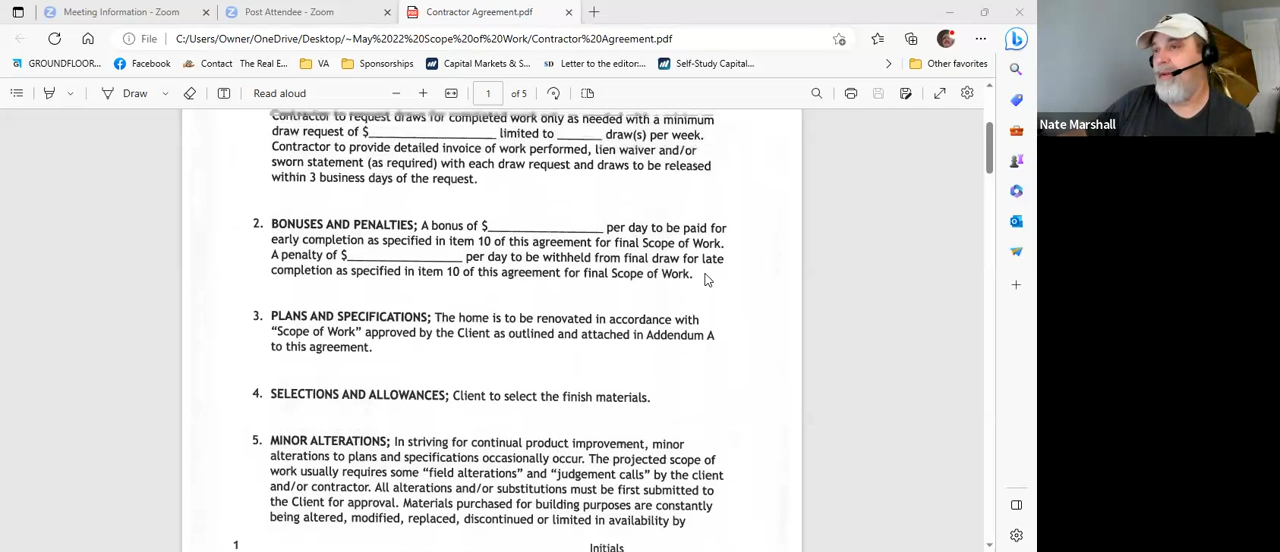 Meeting Information - Zoom
Post Attendee - Zoom
Contractor Agreement.pdf
File
C:/Users/Owner/OneDrive/Desktop/~May%2022%20Scope%20of%20Work/Contractor%20Agreement.pdf
GROUNDFLOOR...
Facebook
Contact
The Real E...
VA
Sponsorships
Capital Markets & S...
Letter to the editor...
Self-Study Capital...
Other favorites
Draw
Read aloud
1 of 5
Contractor to request draws for completed work only as needed with a minimum
draw request of $____________________ limited to _______ draw(s) per week.
Contractor to provide detailed invoice of work performed, lien waiver and/or
sworn statement (as required) with each draw request and draws to be released
within 3 business days of the request.
2. BONUSES AND PENALTIES; A bonus of $__________________ per day to be paid for
early completion as specified in item 10 of this agreement for final Scope of Work.
A penalty of $__________________ per day to be withheld from final draw for late
completion as specified in item 10 of this agreement for final Scope of Work.
3. PLANS AND SPECIFICATIONS; The home is to be renovated in accordance with
“Scope of Work” approved by the Client as outlined and attached in Addendum A
to this agreement.
4. SELECTIONS AND ALLOWANCES; Client to select the finish materials.
5. MINOR ALTERATIONS; In striving for continual product improvement, minor
alterations to plans and specifications occasionally occur. The projected scope of
work usually requires some “field alterations” and “judgement calls” by the client
and/or contractor. All alterations and/or substitutions must be first submitted to
the Client for approval. Materials purchased for building purposes are constantly
being altered, modified, replaced, discontinued or limited in availability by
1
Initials
Nate Marshall